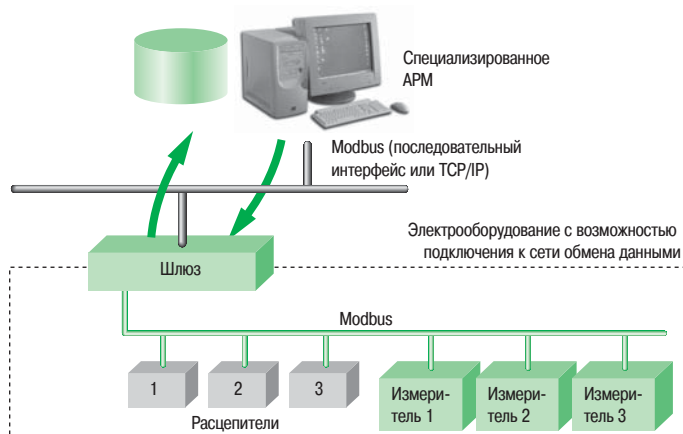 Специализированное
АРМ
Modbus (последовательный
интерфейс или TCP/IP)
Электрооборудование с возможностью
подключения к сети обмена данными
Шлюз
Modbus
1
2
3
Расцепители
Измери-
тель 1
Измери-
тель 2
Измери-
тель 3